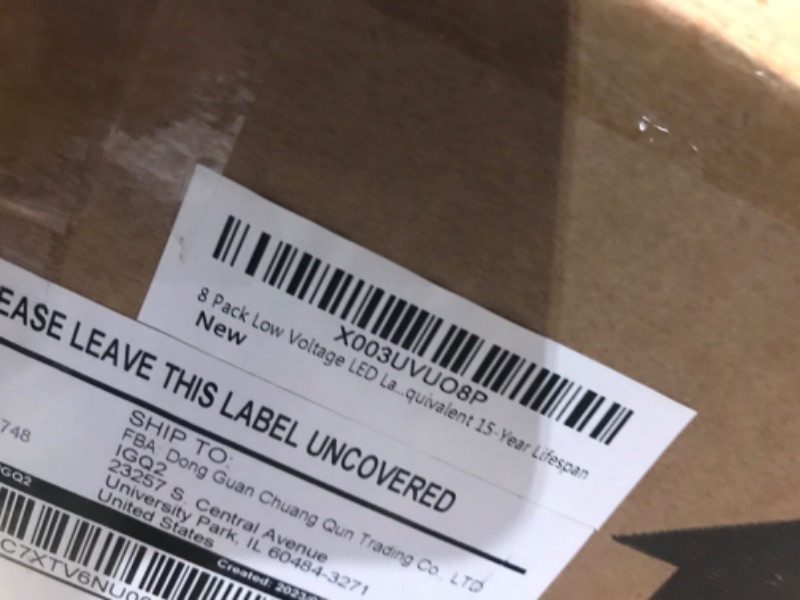 X003UVUO8P
8 Pack Low Voltage LED La...quivalent 15-Year Lifespan
New
EASE LEAVE THIS LABEL UNCOVERED
748
SHIP TO:
FBA: Dong Guan Chuang Qun Trading Co., LTD
IGQ2
23257 S. Central Avenue
University Park, IL 60484-3271
United States
IGQ2
Created: